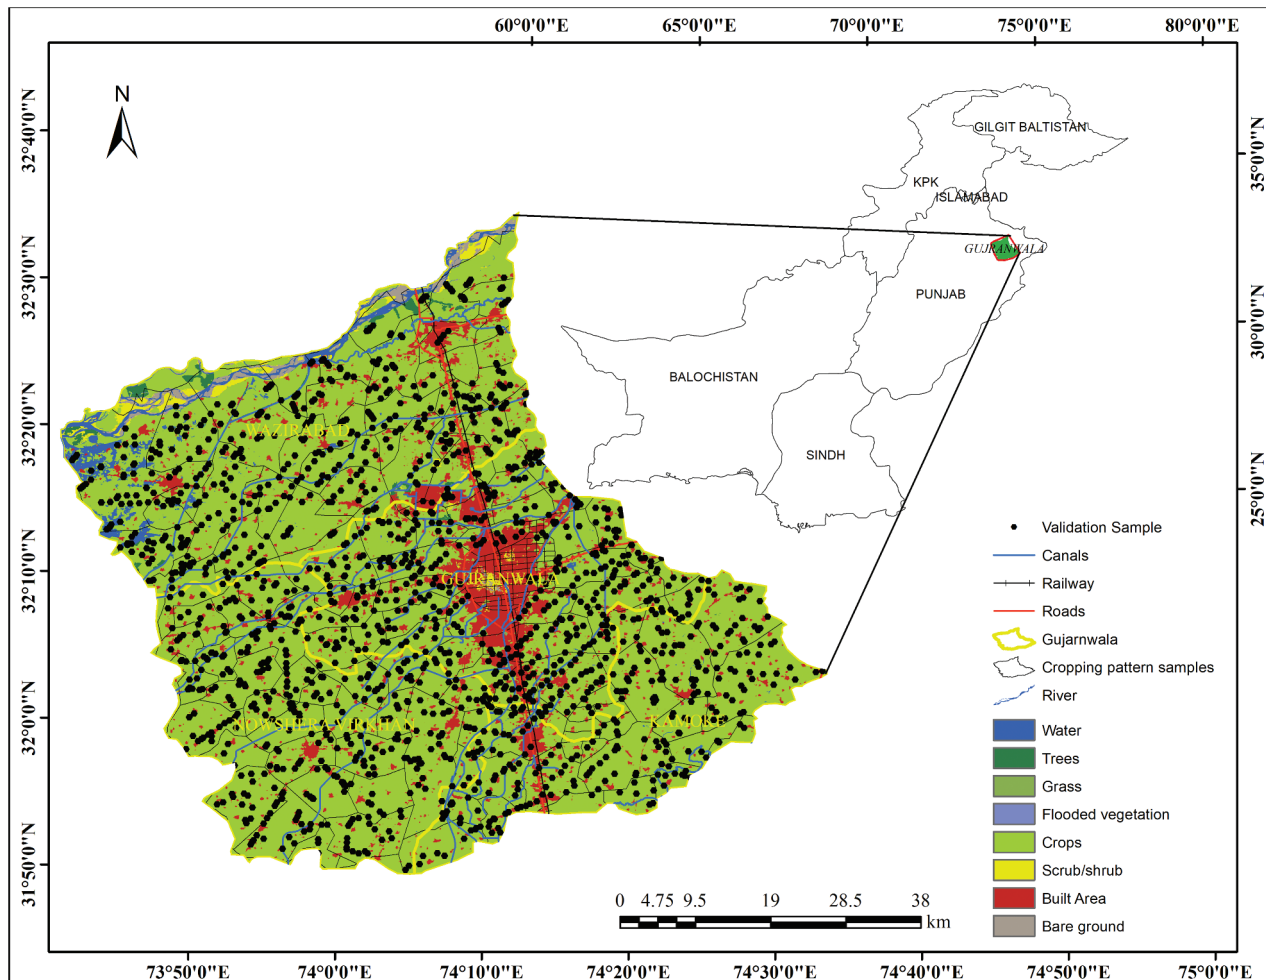 60°0'0"E 65°0'0"E 70°0'0"E 75°0'0"E 80°0'0"E
N
32°40'0"N
32°30'0"N
32°20'0"N
32°10'0"N
32°0'0"N
31°50'0"N
35°0'0"N
30°0'0"N
25°0'0"N
GILGIT BALTISTAN
KPK
ISLAMABAD
GUJRANWALA
PUNJAB
BALOCHISTAN
SINDH
WAZIRABAD
GUJRANWALA
NOWSHERA VIRKHAN
KAMOKE
Validation Sample
Canals
Railway
Roads
Gujarnwala
Cropping pattern samples
River
Water
Trees
Grass
Flooded vegetation
Crops
Scrub/shrub
Built Area
Bare ground
0 4.75 9.5 19 28.5 38
km
73°50'0"E 74°0'0"E 74°10'0"E 74°20'0"E 74°30'0"E 74°40'0"E 75°0'0"E